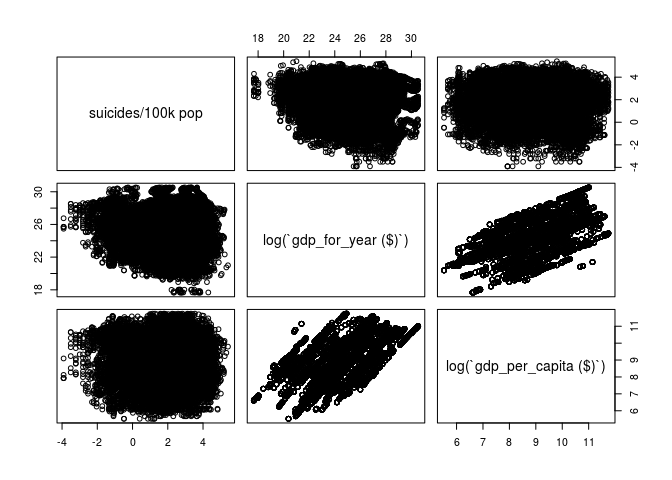 18 20 22 24 26 28 30
suicides/100k pop
-4 -2 0 2 4
18 22 26 30
log(`gdp_for_year ($)`)
log(`gdp_per_capita ($)`)
6 7 8 9 11
-4 -2 0 2 4
6 7 8 9 10 11